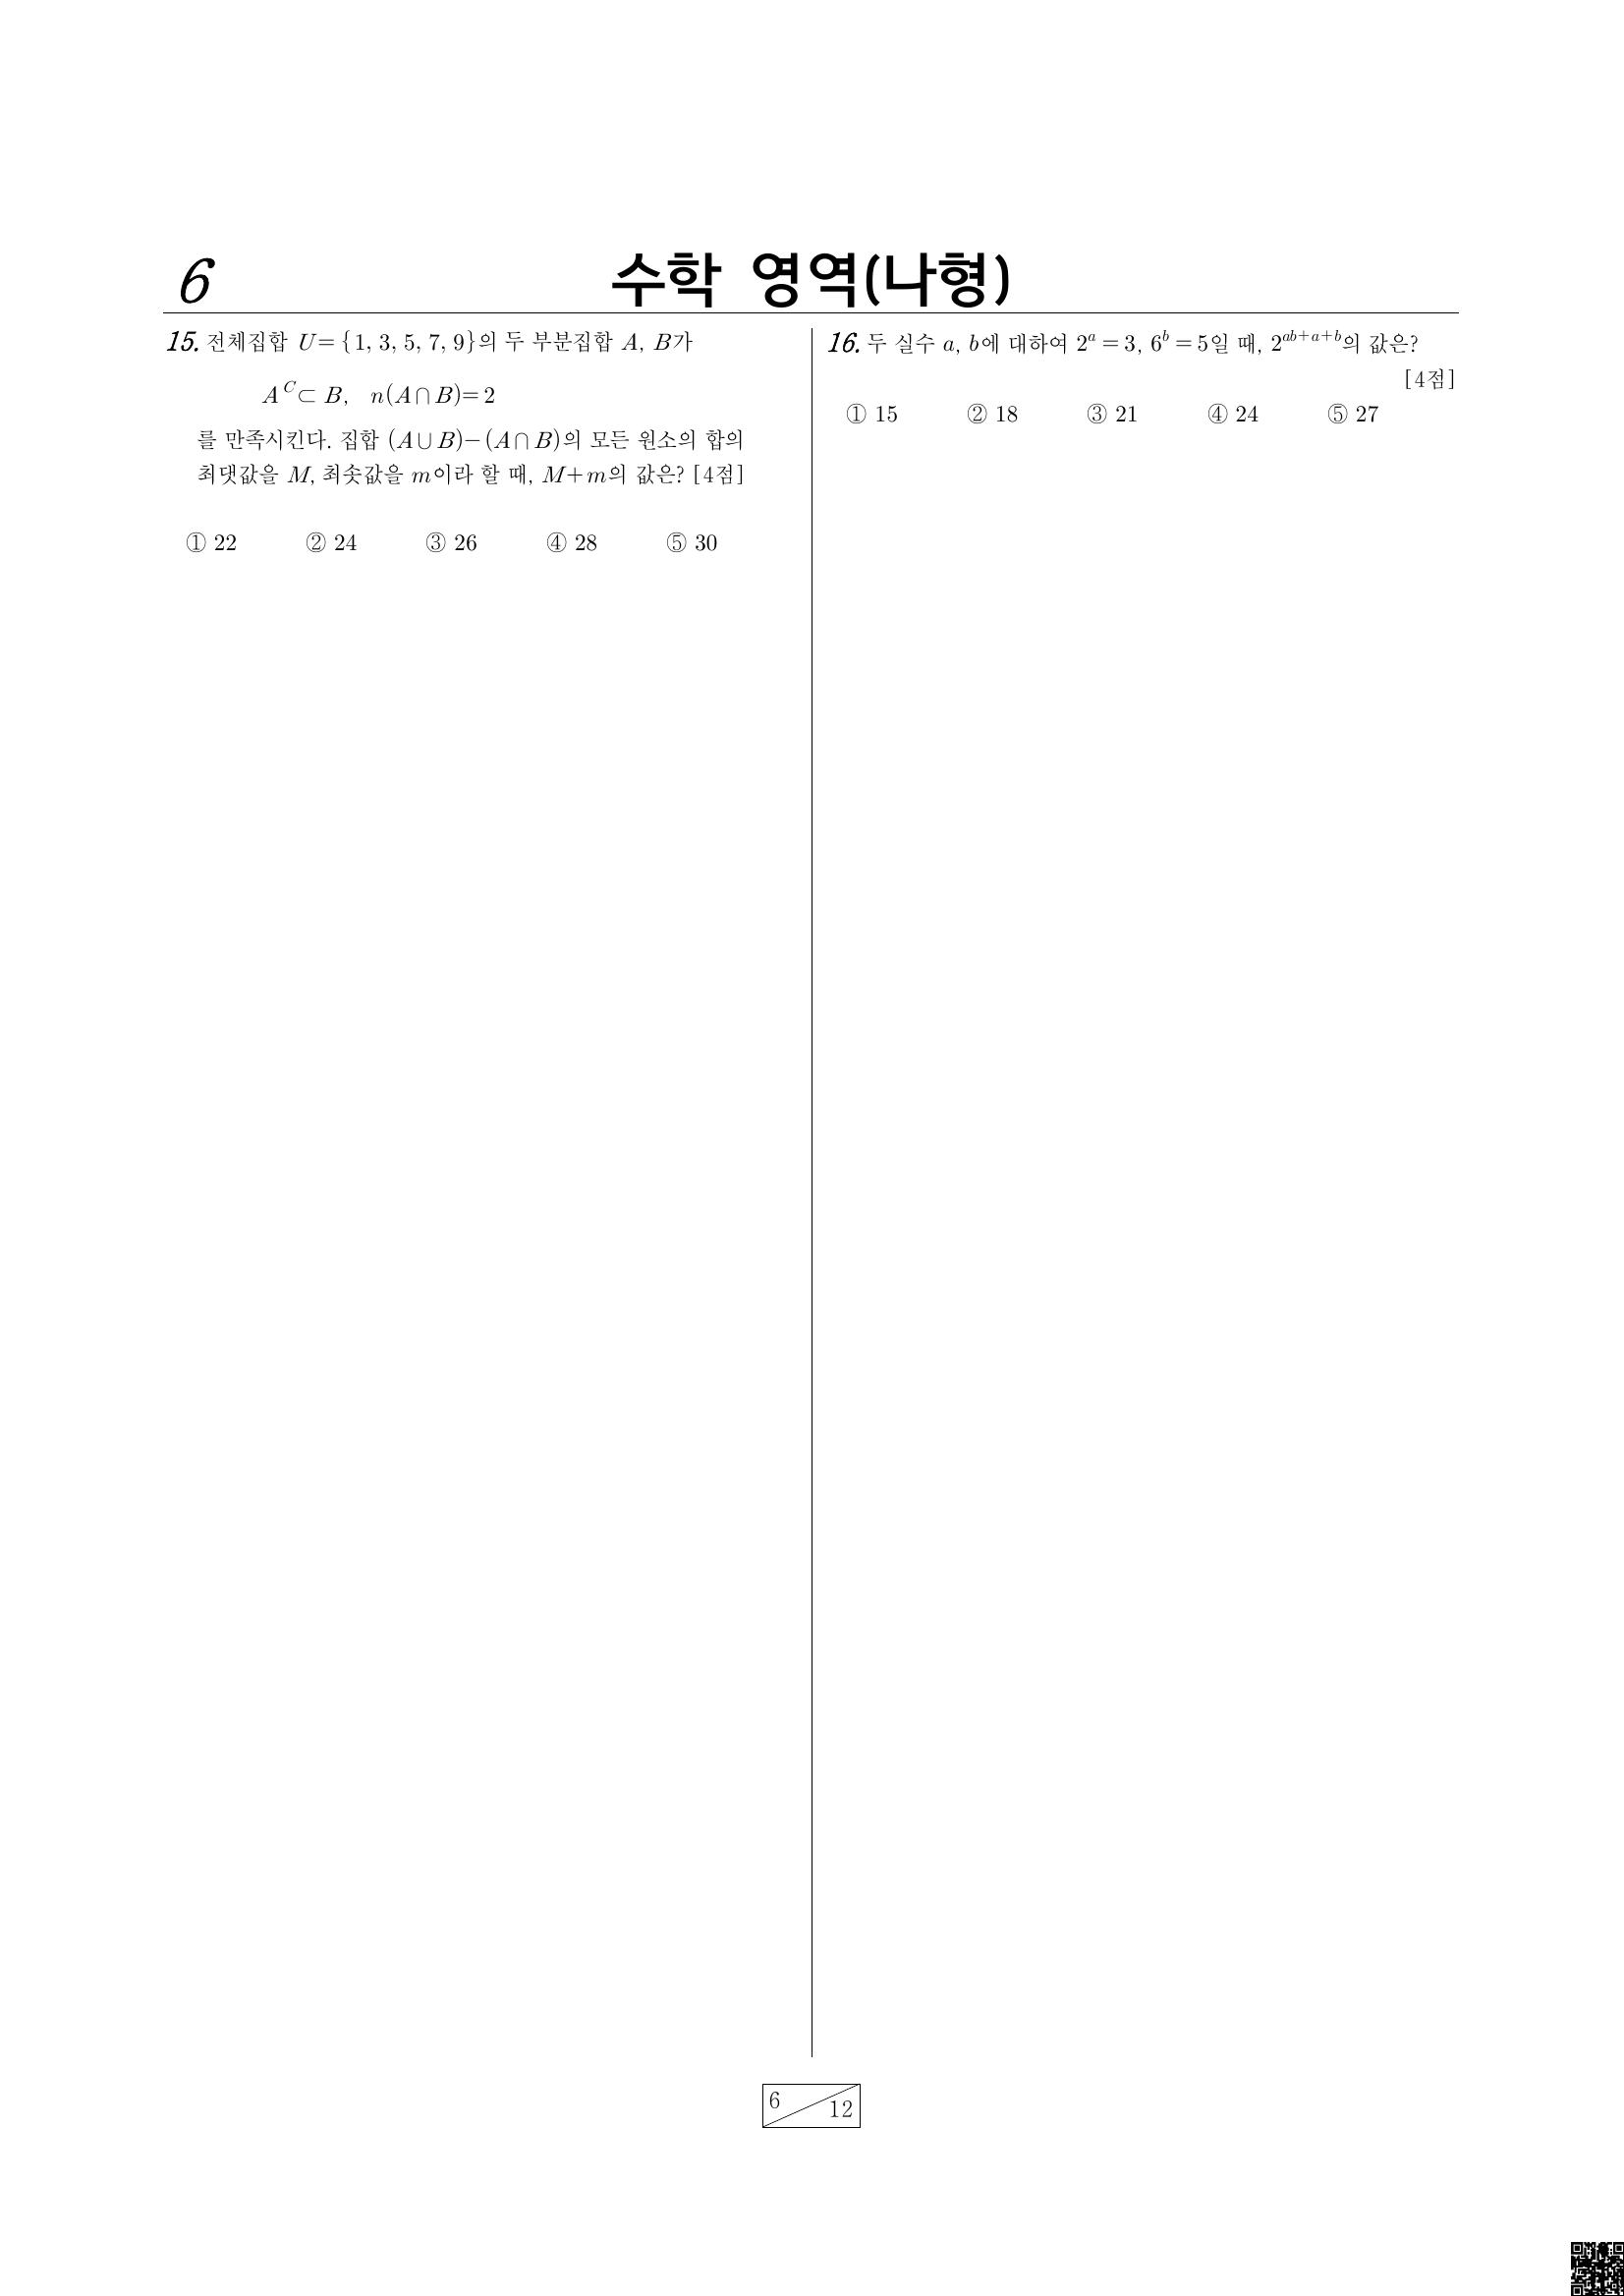 6
수학 영역(나형)
15. 전체집합 U={1, 3, 5, 7, 9}의 두 부분집합 A, B가
A^C⊂B, n(A∩B)=2
를 만족시킨다. 집합 (A∪B)−(A∩B)의 모든 원소의 합의
최댓값을 M, 최솟값을 m이라 할 때, M+m의 값은? [4점]
① 22 ② 24 ③ 26 ④ 28 ⑤ 30
16. 두 실수 a, b에 대하여 2^a=3, 6^b=5일 때, 2^{ab+a+b}의 값은?
[4점]
① 15 ② 18 ③ 21 ④ 24 ⑤ 27
6
12